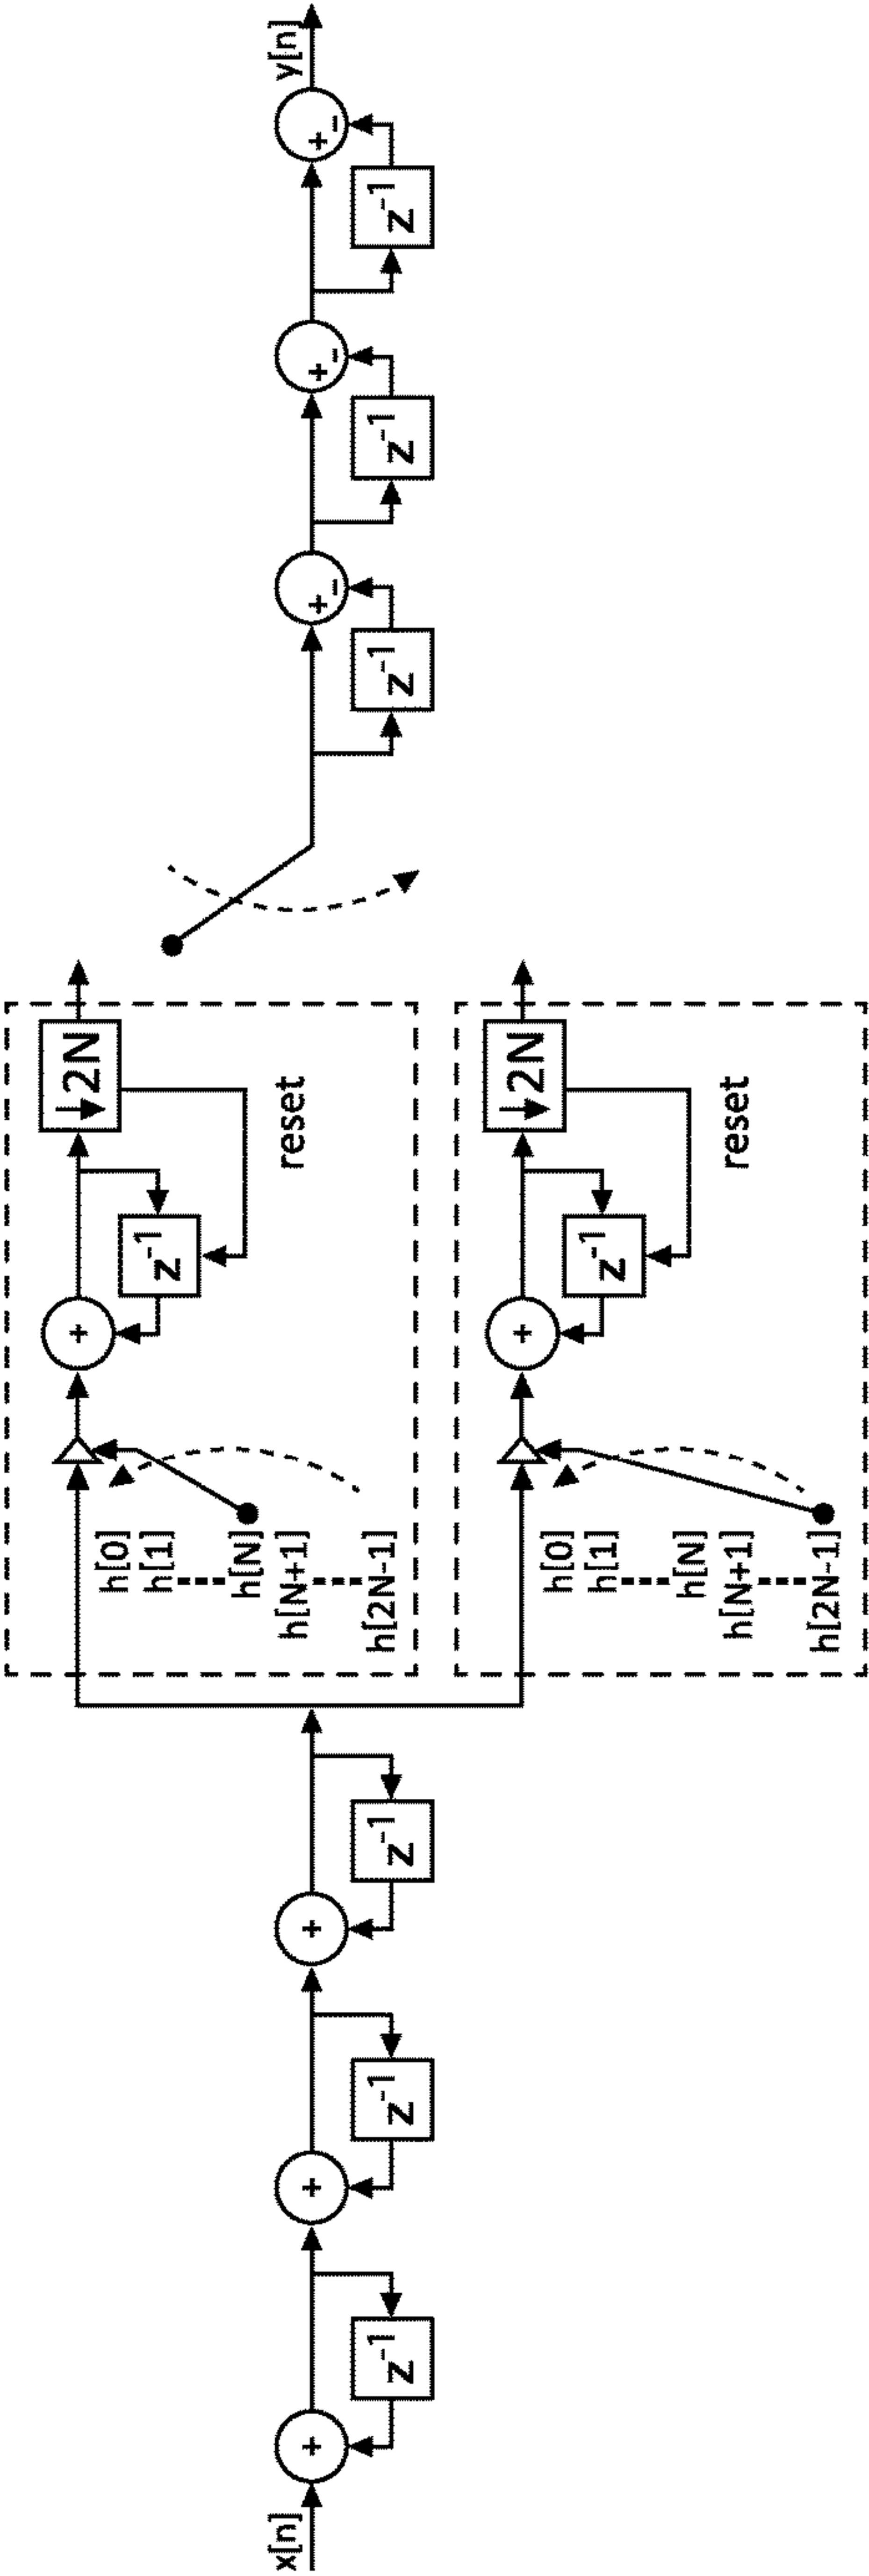 x[n]
+
z⁻¹
+
z⁻¹
+
z⁻¹
h[0]
h[1]
h[N]
h[N+1]
h[2N-1]
+
z⁻¹
↓2N
reset
h[0]
h[1]
h[N]
h[N+1]
h[2N-1]
+
z⁻¹
↓2N
reset
+
-
z⁻¹
+
-
z⁻¹
+
-
z⁻¹
y[n]